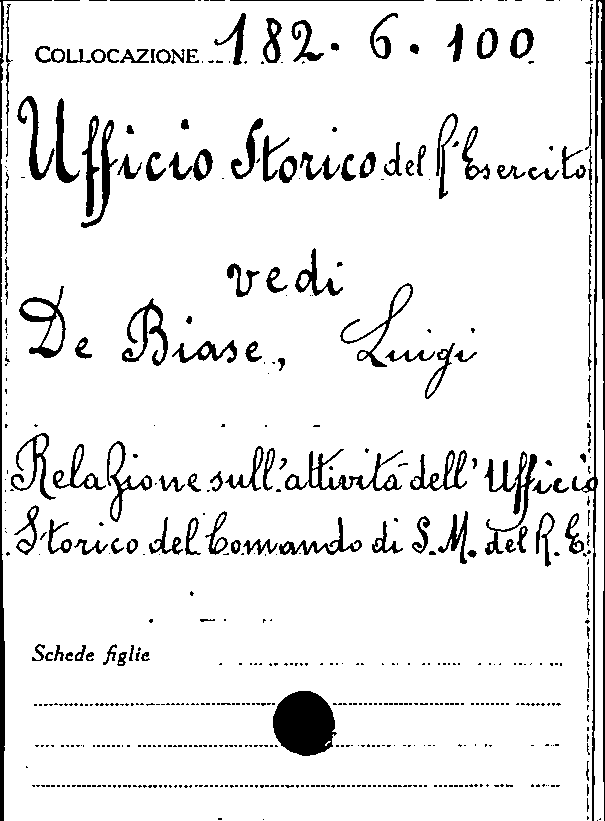 COLLOCAZIONE 182. 6. 100
Ufficio Storico del R. Esercito
vedi
De Biase, Luigi
Relazione sull'attività dell'Ufficio
Storico del Comando di S. M. del R. E.
Schede figlie